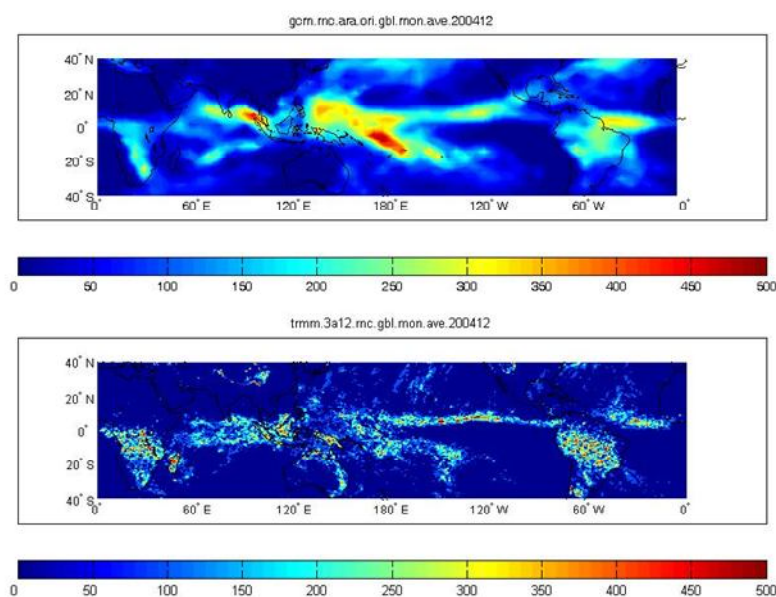 gcm.rnc.ara.ori.gbl.mon.ave.200412
40° N
20° N
0°
20° S
40° S
0° 60° E 120° E 180° E 120° W 60° W 0°
0 50 100 150 200 250 300 350 400 450 500
trmm.3a12.rnc.gbl.mon.ave.200412
40° N
20° N
0°
20° S
40° S
0° 60° E 120° E 180° E 120° W 60° W 0°
0 50 100 150 200 250 300 350 400 450 500